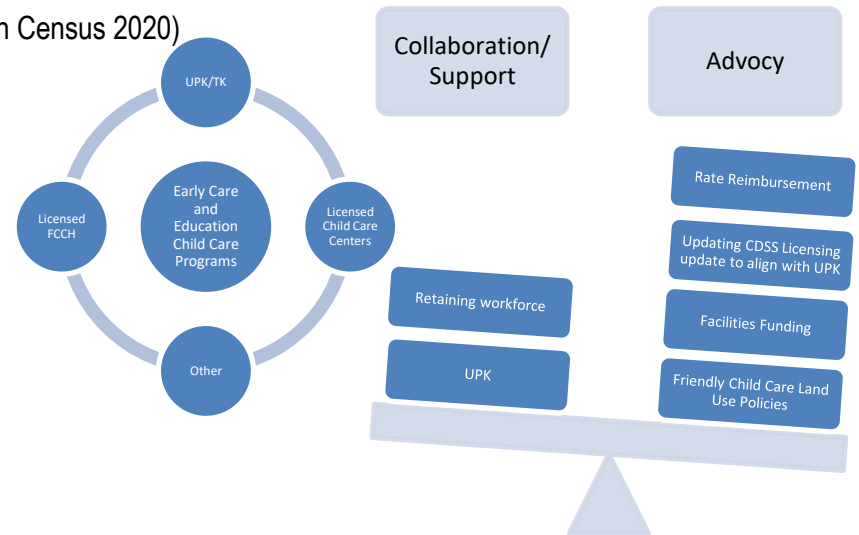 n Census 2020)
UPK/TK
Early Care
and
Education
Child Care
Programs
Licensed
FCCH
Licensed
Child Care
Centers
Other
Collaboration/
Support
Advocy
Retaining workforce
UPK
Rate Reimbursement
Updating CDSS Licensing
update to align with UPK
Facilities Funding
Friendly Child Care Land
Use Policies